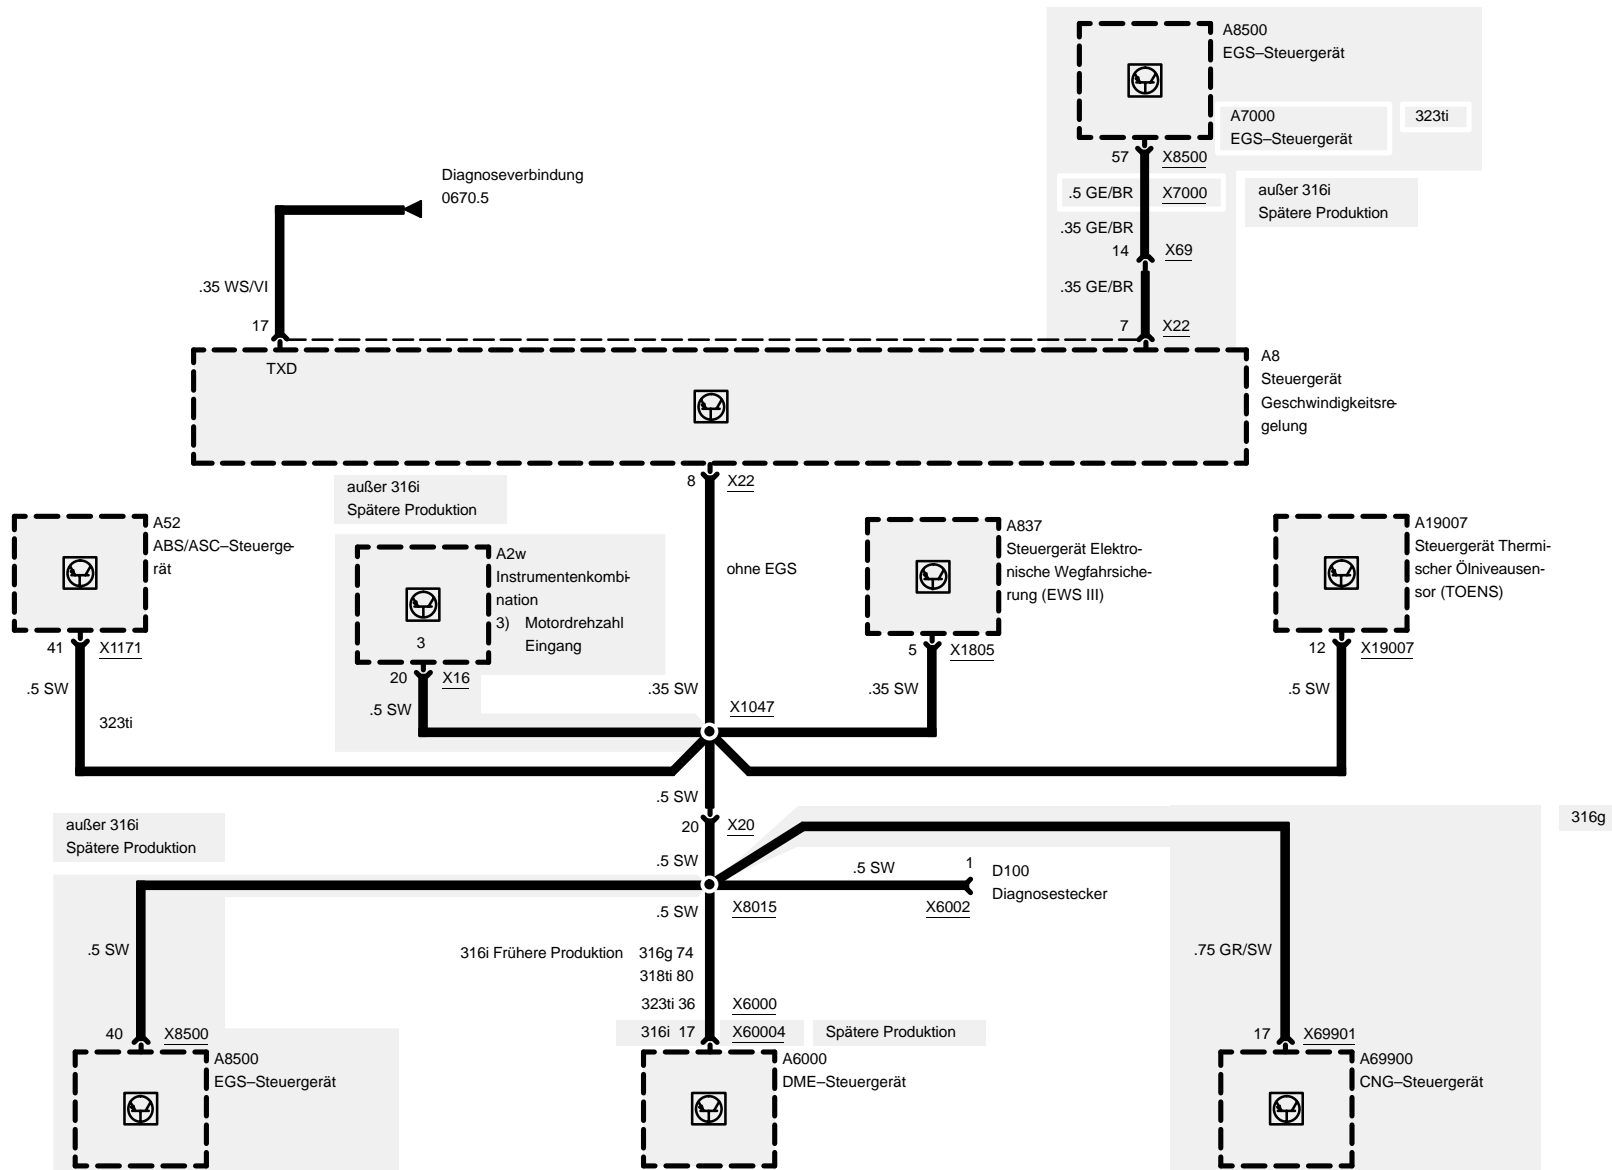 A8500
EGS–Steuergerät
A7000
EGS–Steuergerät
323ti
57 X8500
.5 GE/BR X7000
außer 316i
Spätere Produktion
.35 GE/BR
14 X69
.35 GE/BR
7 X22
Diagnoseverbindung
0670.5
.35 WS/VI
17
TXD
A8
Steuergerät
Geschwindigkeitsre-
gelung
8 X22
außer 316i
Spätere Produktion
A52
ABS/ASC–Steuerge-
rät
41 X1171
.5 SW
323ti
A2w
Instrumentenkombi-
nation
3) Motordrehzahl
Eingang
3
20 X16
.5 SW
ohne EGS
.35 SW
X1047
A837
Steuergerät Elektro-
nische Wegfahrsiche-
rung (EWS III)
5 X1805
.35 SW
A19007
Steuergerät Thermi-
scher Ölniveausen-
sor (TOENS)
12 X19007
.5 SW
.5 SW
20 X20
.5 SW
außer 316i
Spätere Produktion
316g
.5 SW
1
D100
Diagnosestecker
X8015
X6002
.5 SW
.5 SW
316i Frühere Produktion 316g 74
318ti 80
323ti 36 X6000
316i 17 X60004 Spätere Produktion
.75 GR/SW
40 X8500
A8500
EGS–Steuergerät
A6000
DME–Steuergerät
17 X69901
A69900
CNG–Steuergerät